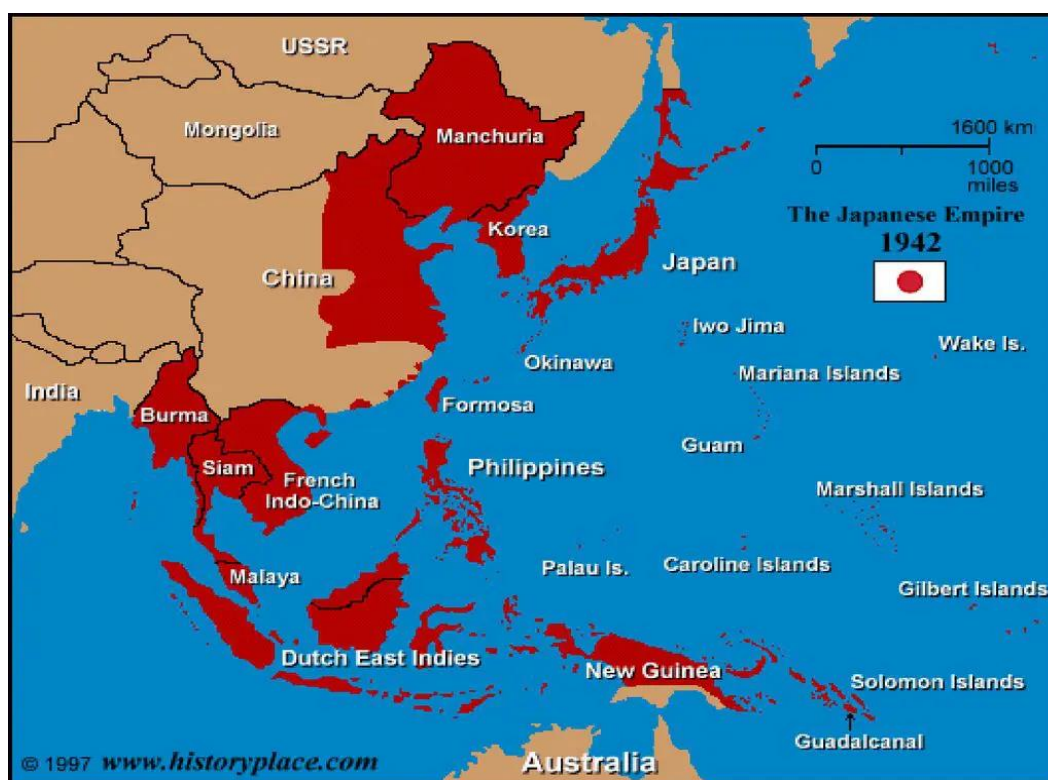 USSR
Mongolia
Manchuria
1600 km
0
1000
miles
The Japanese Empire
1942
Korea
Japan
China
Iwo Jima
Wake Is.
Okinawa
Mariana Islands
India
Burma
Formosa
Guam
Siam
French
Indo-China
Philippines
Marshall Islands
Malaya
Palau Is.
Caroline Islands
Gilbert Islands
Dutch East Indies
New Guinea
Solomon Islands
Guadalcanal
© 1997 www.historyplace.com
Australia